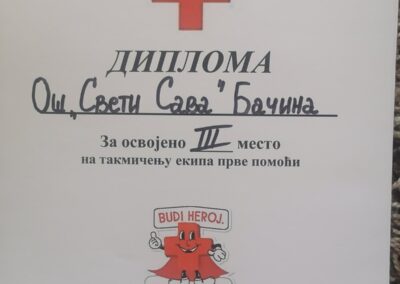 ДИПЛОМА
Ош „Свети Сава" Бачина
За освојено III место
на такмичењу екипа прве помоћи
BUDI HEROJ.